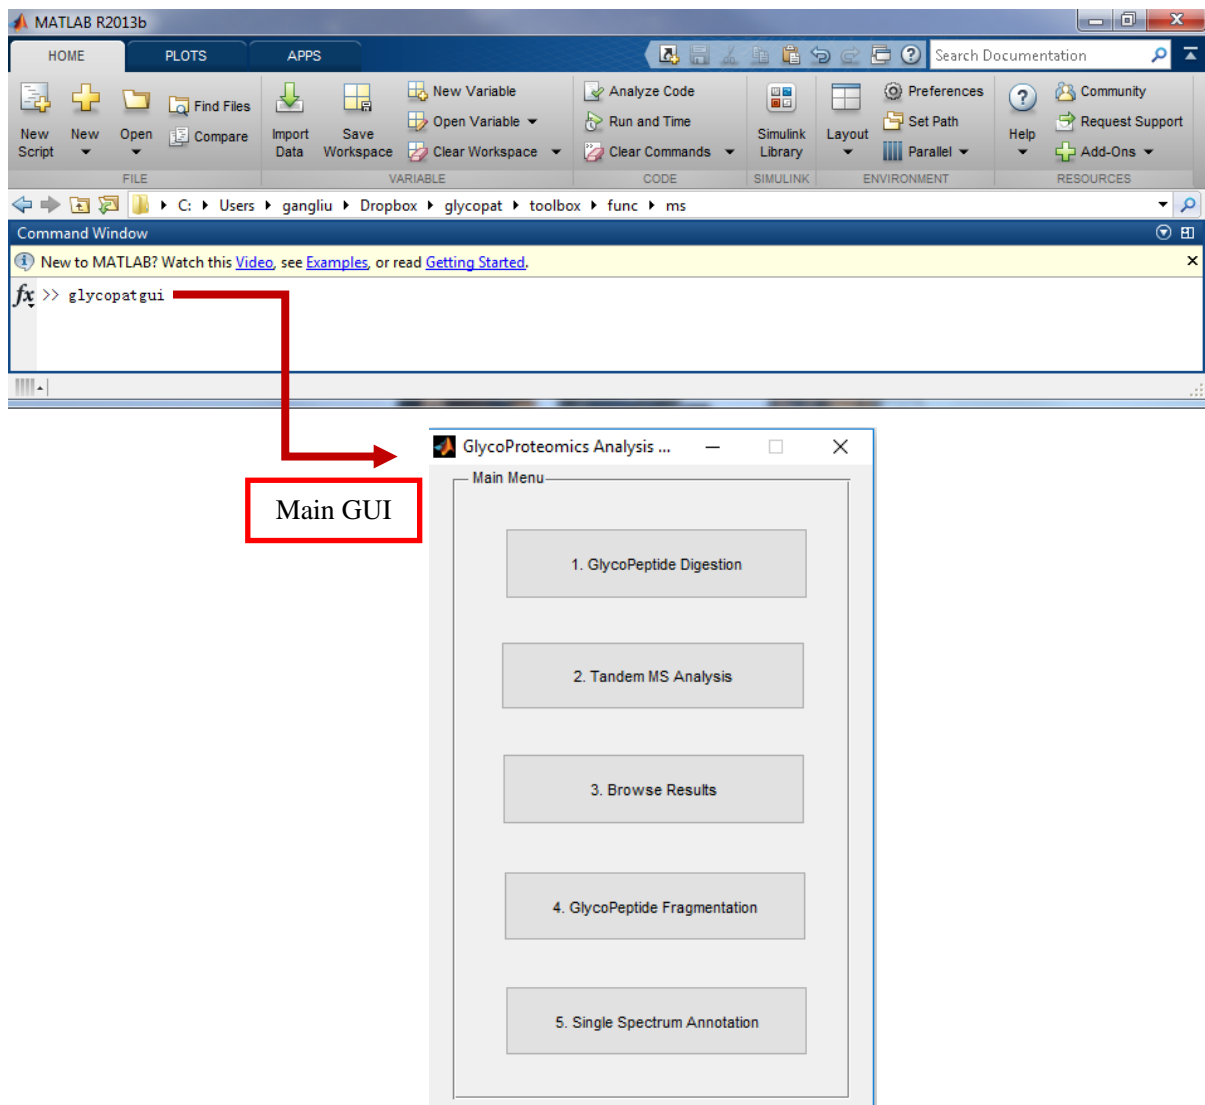 MATLAB R2013b
HOME PLOTS APPS Search Documentation
New Script
New
Open
Find Files
Compare
FILE
Import Data
Save Workspace
New Variable
Open Variable
Clear Workspace
VARIABLE
Analyze Code
Run and Time
Clear Commands
CODE
Simulink Library
SIMULINK
Layout
Preferences
Set Path
Parallel
ENVIRONMENT
Help
Community
Request Support
Add-Ons
RESOURCES
C: Users gangliu Dropbox glycopat toolbox func ms
Command Window
New to MATLAB? Watch this Video, see Examples, or read Getting Started.
fx >> glycopatgui
Main GUI
GlycoProteomics Analysis ...
Main Menu
1. GlycoPeptide Digestion
2. Tandem MS Analysis
3. Browse Results
4. GlycoPeptide Fragmentation
5. Single Spectrum Annotation